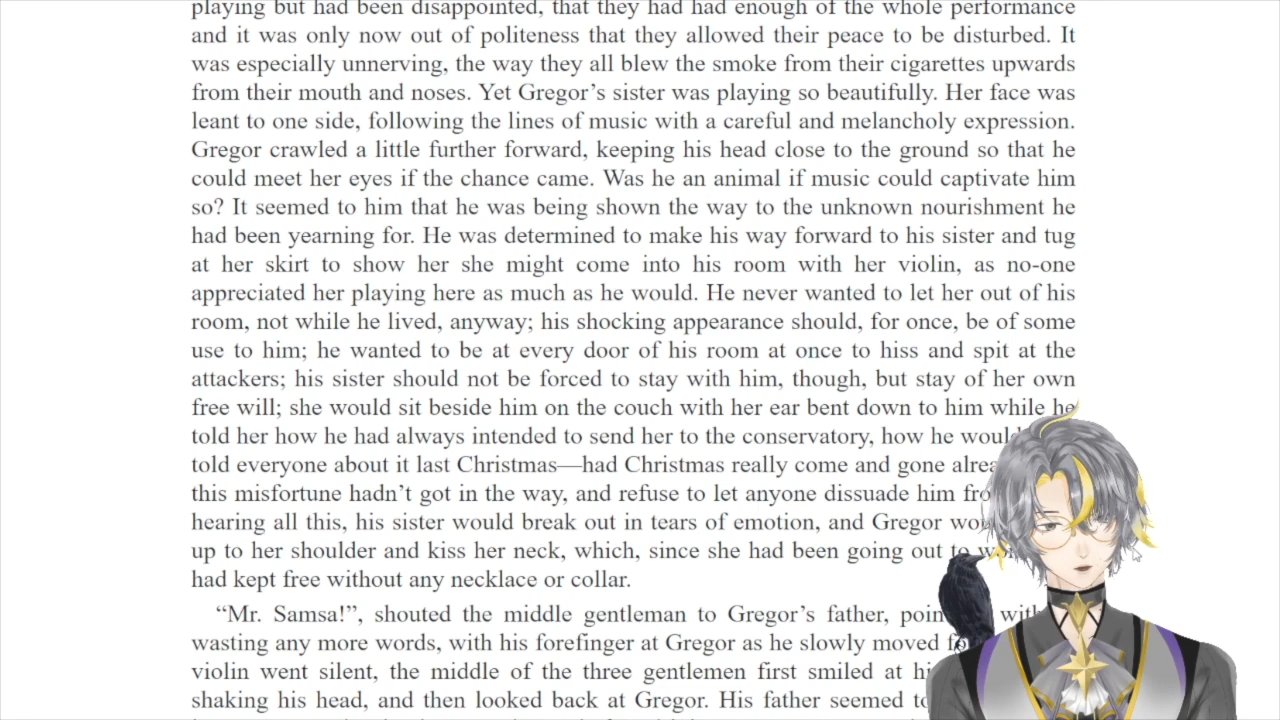 playing but had been disappointed, that they had had enough of the whole performance
and it was only now out of politeness that they allowed their peace to be disturbed. It
was especially unnerving, the way they all blew the smoke from their cigarettes upwards
from their mouth and noses. Yet Gregor’s sister was playing so beautifully. Her face was
leant to one side, following the lines of music with a careful and melancholy expression.
Gregor crawled a little further forward, keeping his head close to the ground so that he
could meet her eyes if the chance came. Was he an animal if music could captivate him
so? It seemed to him that he was being shown the way to the unknown nourishment he
had been yearning for. He was determined to make his way forward to his sister and tug
at her skirt to show her she might come into his room with her violin, as no-one
appreciated her playing here as much as he would. He never wanted to let her out of his
room, not while he lived, anyway; his shocking appearance should, for once, be of some
use to him; he wanted to be at every door of his room at once to hiss and spit at the
attackers; his sister should not be forced to stay with him, though, but stay of her own
free will; she would sit beside him on the couch with her ear bent down to him while he
told her how he had always intended to send her to the conservatory, how he would
told everyone about it last Christmas—had Christmas really come and gone
this misfortune hadn’t got in the way, and refuse to let anyone dissuade him
hearing all this, his sister would break out in tears of emotion, and Gregor
up to her shoulder and kiss her neck, which, since she had been going out to
had kept free without any necklace or collar.
“Mr. Samsa!”, shouted the middle gentleman to Gregor’s father,
wasting any more words, with his forefinger at Gregor as he slowly moved
violin went silent, the middle of the three gentlemen first smiled at
shaking his head, and then looked back at Gregor. His father seemed